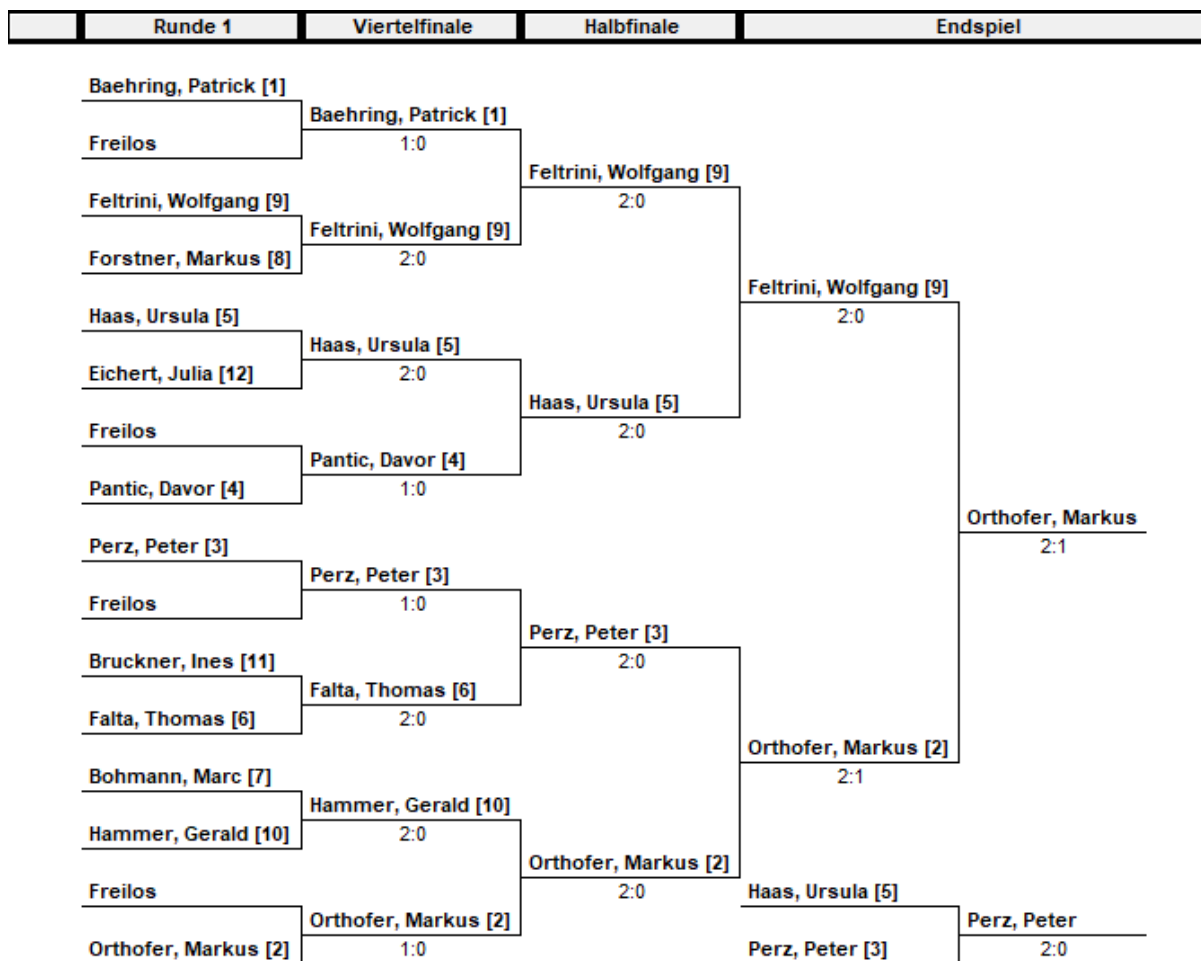 Runde 1 Viertelfinale Halbfinale Endspiel
Baehring, Patrick [1]
Baehring, Patrick [1]
Freilos
1:0
Feltrini, Wolfgang [9]
Feltrini, Wolfgang [9]
2:0
Feltrini, Wolfgang [9]
Forstner, Markus [8]
2:0
Feltrini, Wolfgang [9]
Haas, Ursula [5]
2:0
Haas, Ursula [5]
Eichert, Julia [12]
2:0
Haas, Ursula [5]
Freilos
2:0
Pantic, Davor [4]
Pantic, Davor [4]
1:0
Orthofer, Markus
Perz, Peter [3]
2:1
Perz, Peter [3]
Freilos
1:0
Perz, Peter [3]
Bruckner, Ines [11]
2:0
Falta, Thomas [6]
Falta, Thomas [6]
2:0
Orthofer, Markus [2]
Bohmann, Marc [7]
2:1
Hammer, Gerald [10]
Hammer, Gerald [10]
2:0
Orthofer, Markus [2]
Freilos
2:0
Haas, Ursula [5]
Orthofer, Markus [2]
Perz, Peter
Orthofer, Markus [2]
1:0
Perz, Peter [3]
2:0